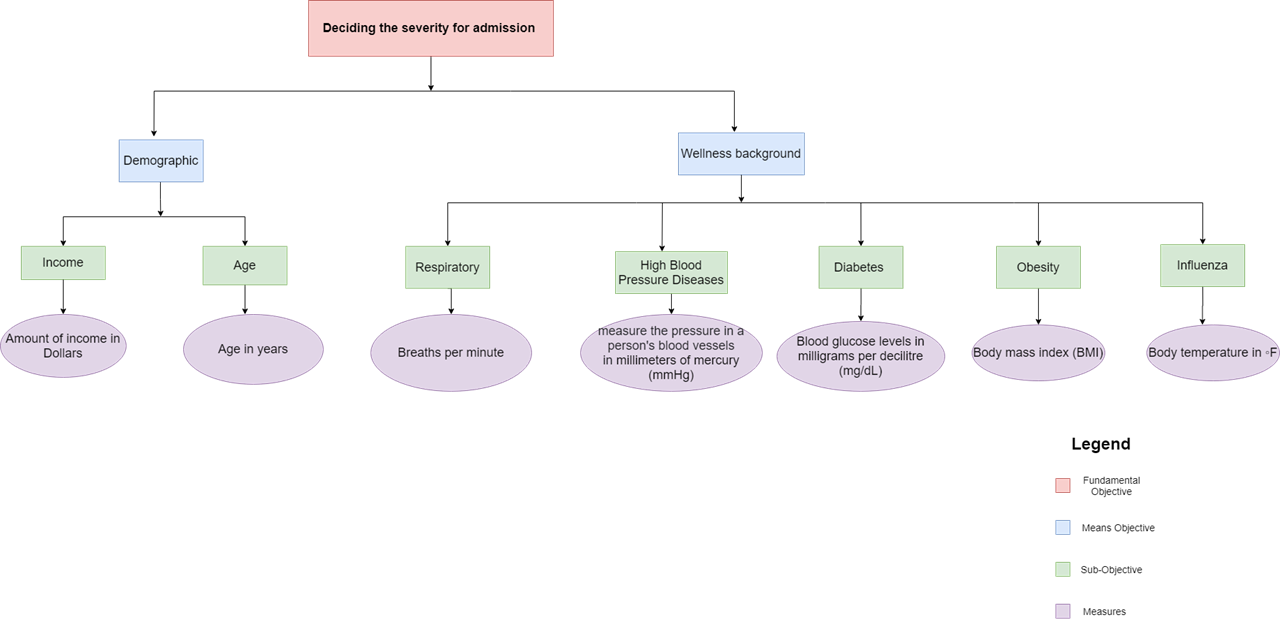 Deciding the severity for admission
Demographic
Wellness background
Income
Age
Respiratory
High Blood
Pressure Diseases
Diabetes
Obesity
Influenza
Amount of income in
Dollars
Age in years
Breaths per minute
measure the pressure in a
person's blood vessels
in millimeters of mercury
(mmHg)
Blood glucose levels in
milligrams per decilitre
(mg/dL)
Body mass index (BMI)
Body temperature in ◦F
Legend
Fundamental
Objective
Means Objective
Sub-Objective
Measures